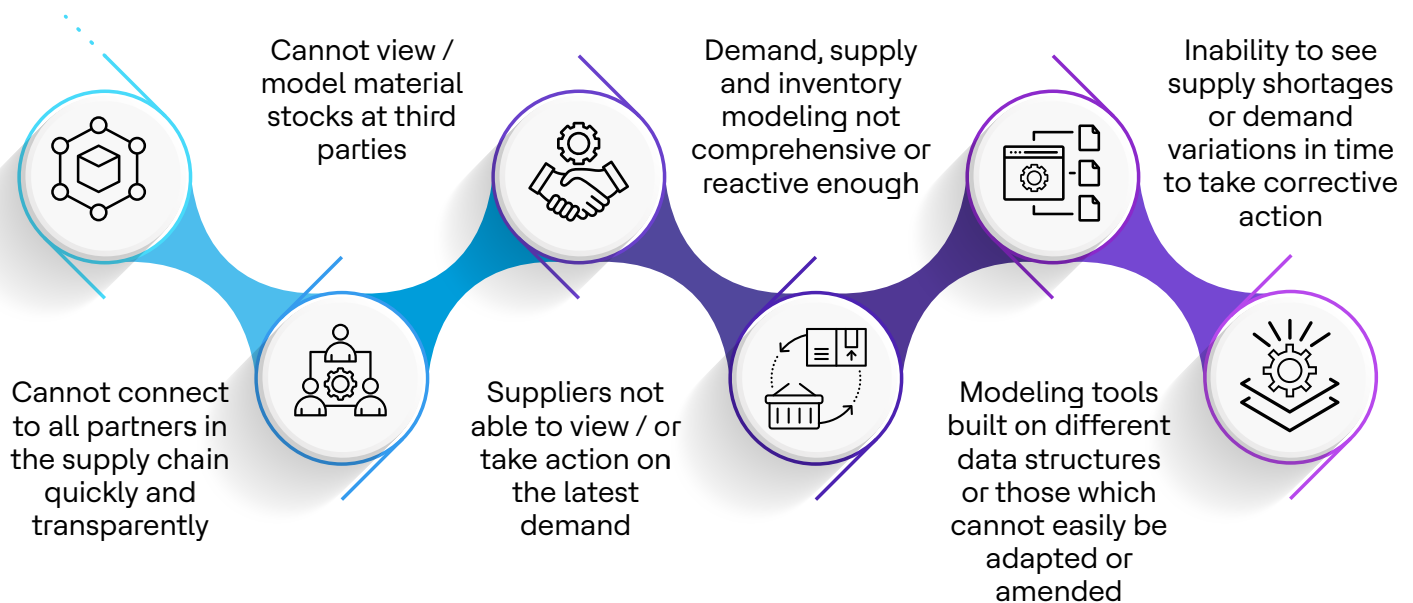 Cannot connect
to all partners in
the supply chain
quickly and
transparently
Cannot view /
model material
stocks at third
parties
Suppliers not
able to view / or
take action on
the latest
demand
Demand, supply
and inventory
modeling not
comprehensive or
reactive enough
Modeling tools
built on different
data structures
or those which
cannot easily be
adapted or
amended
Inability to see
supply shortages
or demand
variations in time
to take corrective
action